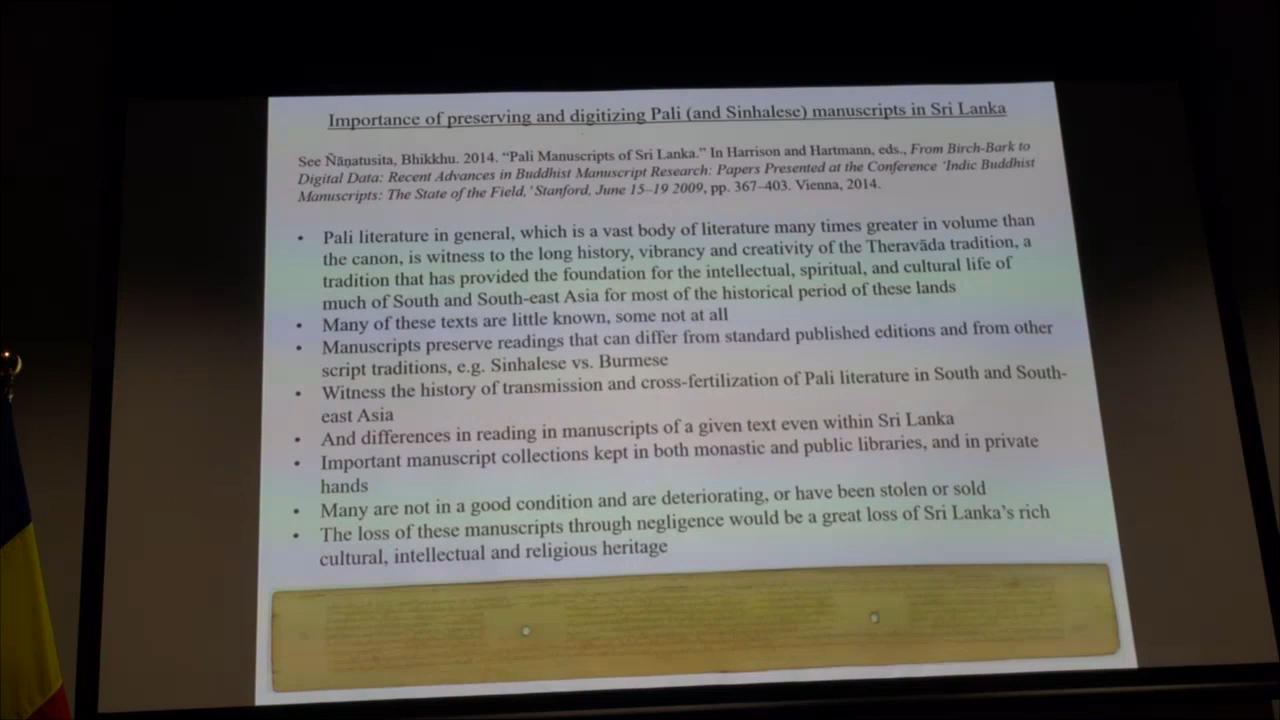 Importance of preserving and digitizing Pali (and Sinhalese) manuscripts in Sri Lanka
See Ñāṇatusita, Bhikkhu. 2014. “Pali Manuscripts of Sri Lanka.” In Harrison and Hartmann, eds., From Birch-Bark to
Digital Data: Recent Advances in Buddhist Manuscript Research: Papers Presented at the Conference ‘Indic Buddhist
Manuscripts: The State of the Field,’ Stanford, June 15–19 2009, pp. 367–403. Vienna, 2014.
• Pali literature in general, which is a vast body of literature many times greater in volume than
the canon, is witness to the long history, vibrancy and creativity of the Theravāda tradition, a
tradition that has provided the foundation for the intellectual, spiritual, and cultural life of
much of South and South-east Asia for most of the historical period of these lands
• Many of these texts are little known, some not at all
• Manuscripts preserve readings that can differ from standard published editions and from other
script traditions, e.g. Sinhalese vs. Burmese
• Witness the history of transmission and cross-fertilization of Pali literature in South and South-
east Asia
• And differences in reading in manuscripts of a given text even within Sri Lanka
• Important manuscript collections kept in both monastic and public libraries, and in private
hands
• Many are not in a good condition and are deteriorating, or have been stolen or sold
• The loss of these manuscripts through negligence would be a great loss of Sri Lanka’s rich
cultural, intellectual and religious heritage